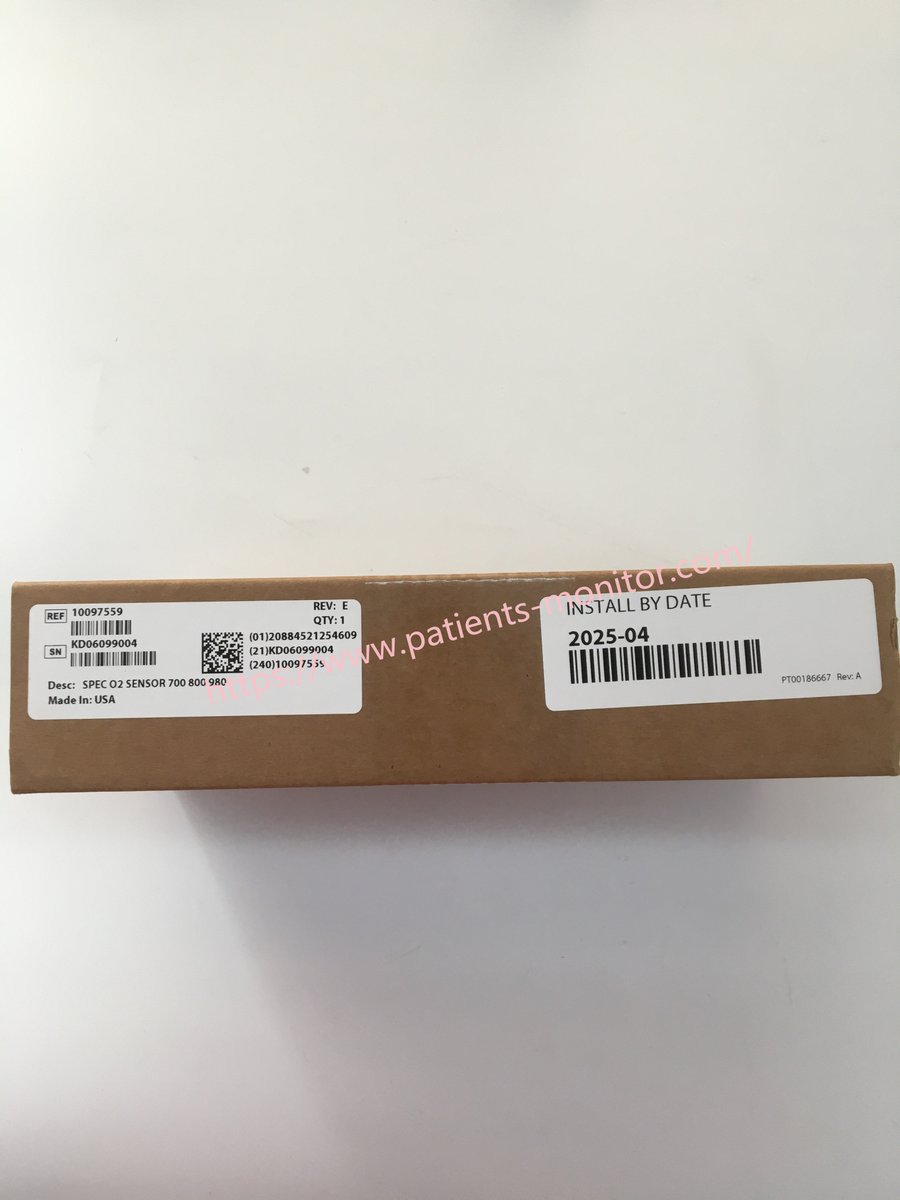 REF 10097559
REV: E
QTY: 1
SN KD06099004
(01)20884521254609
(21)KD06099004
(240)10097559
Desc: SPEC O2 SENSOR 700 800 980
Made In: USA
INSTALL BY DATE
2025-04
PT00186667 Rev: A
https://www.patients-monitor.com/